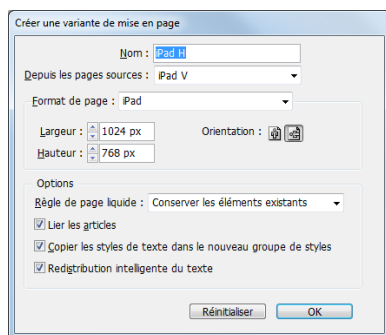 Créer une variante de mise en page
Nom : iPad H
Depuis les pages sources : iPad V
Format de page : iPad
Largeur : 1024 px Orientation :
Hauteur : 768 px
Options
Règle de page liquide : Conserver les éléments existants
Lier les articles
Copier les styles de texte dans le nouveau groupe de styles
Redistribution intelligente du texte
Réinitialiser OK